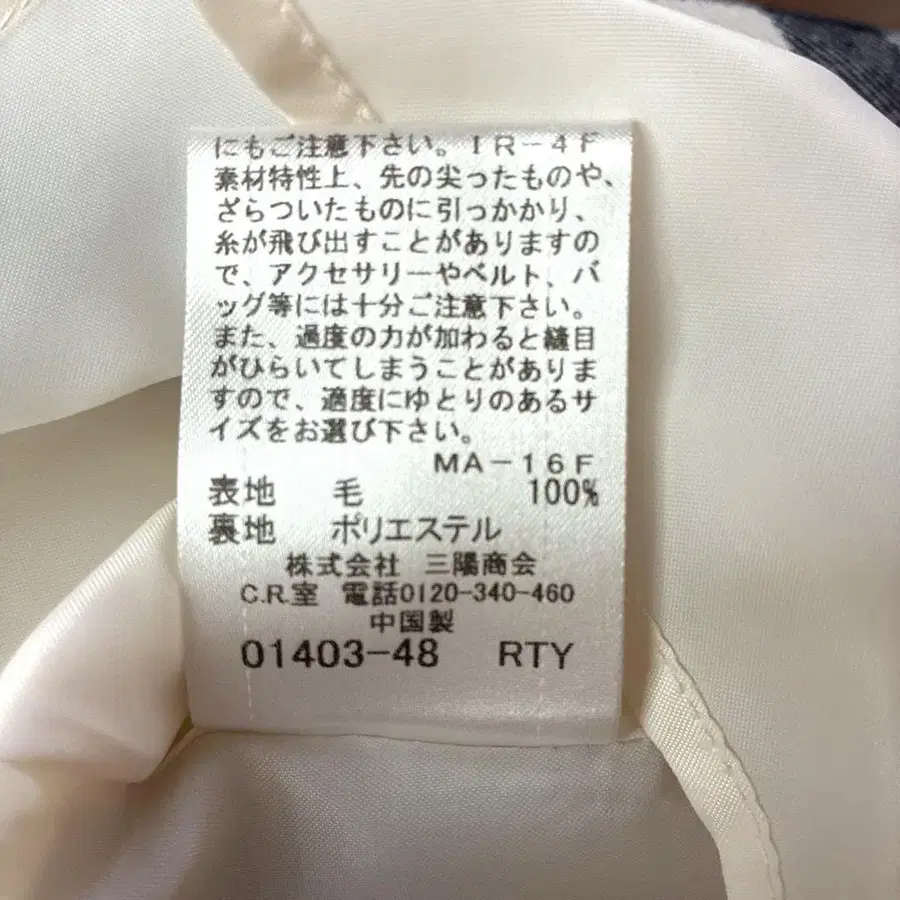 にもご注意下さい。IR-4F
素材特性上、先の尖ったものや、
ざらついたものに引っかかり、
糸が飛び出すことがありますの
で、アクセサリーやベルト、バ
ッグ等には十分ご注意下さい。
また、過度の力が加わると縫目
がひらいてしまうことがありま
すので、適度にゆとりのあるサ
イズをお選び下さい。
MA-16F
表地 毛 100%
裏地 ポリエステル
株式会社 三陽商会
C.R.室 電話0120-340-460
中国製
01403-48 RTY